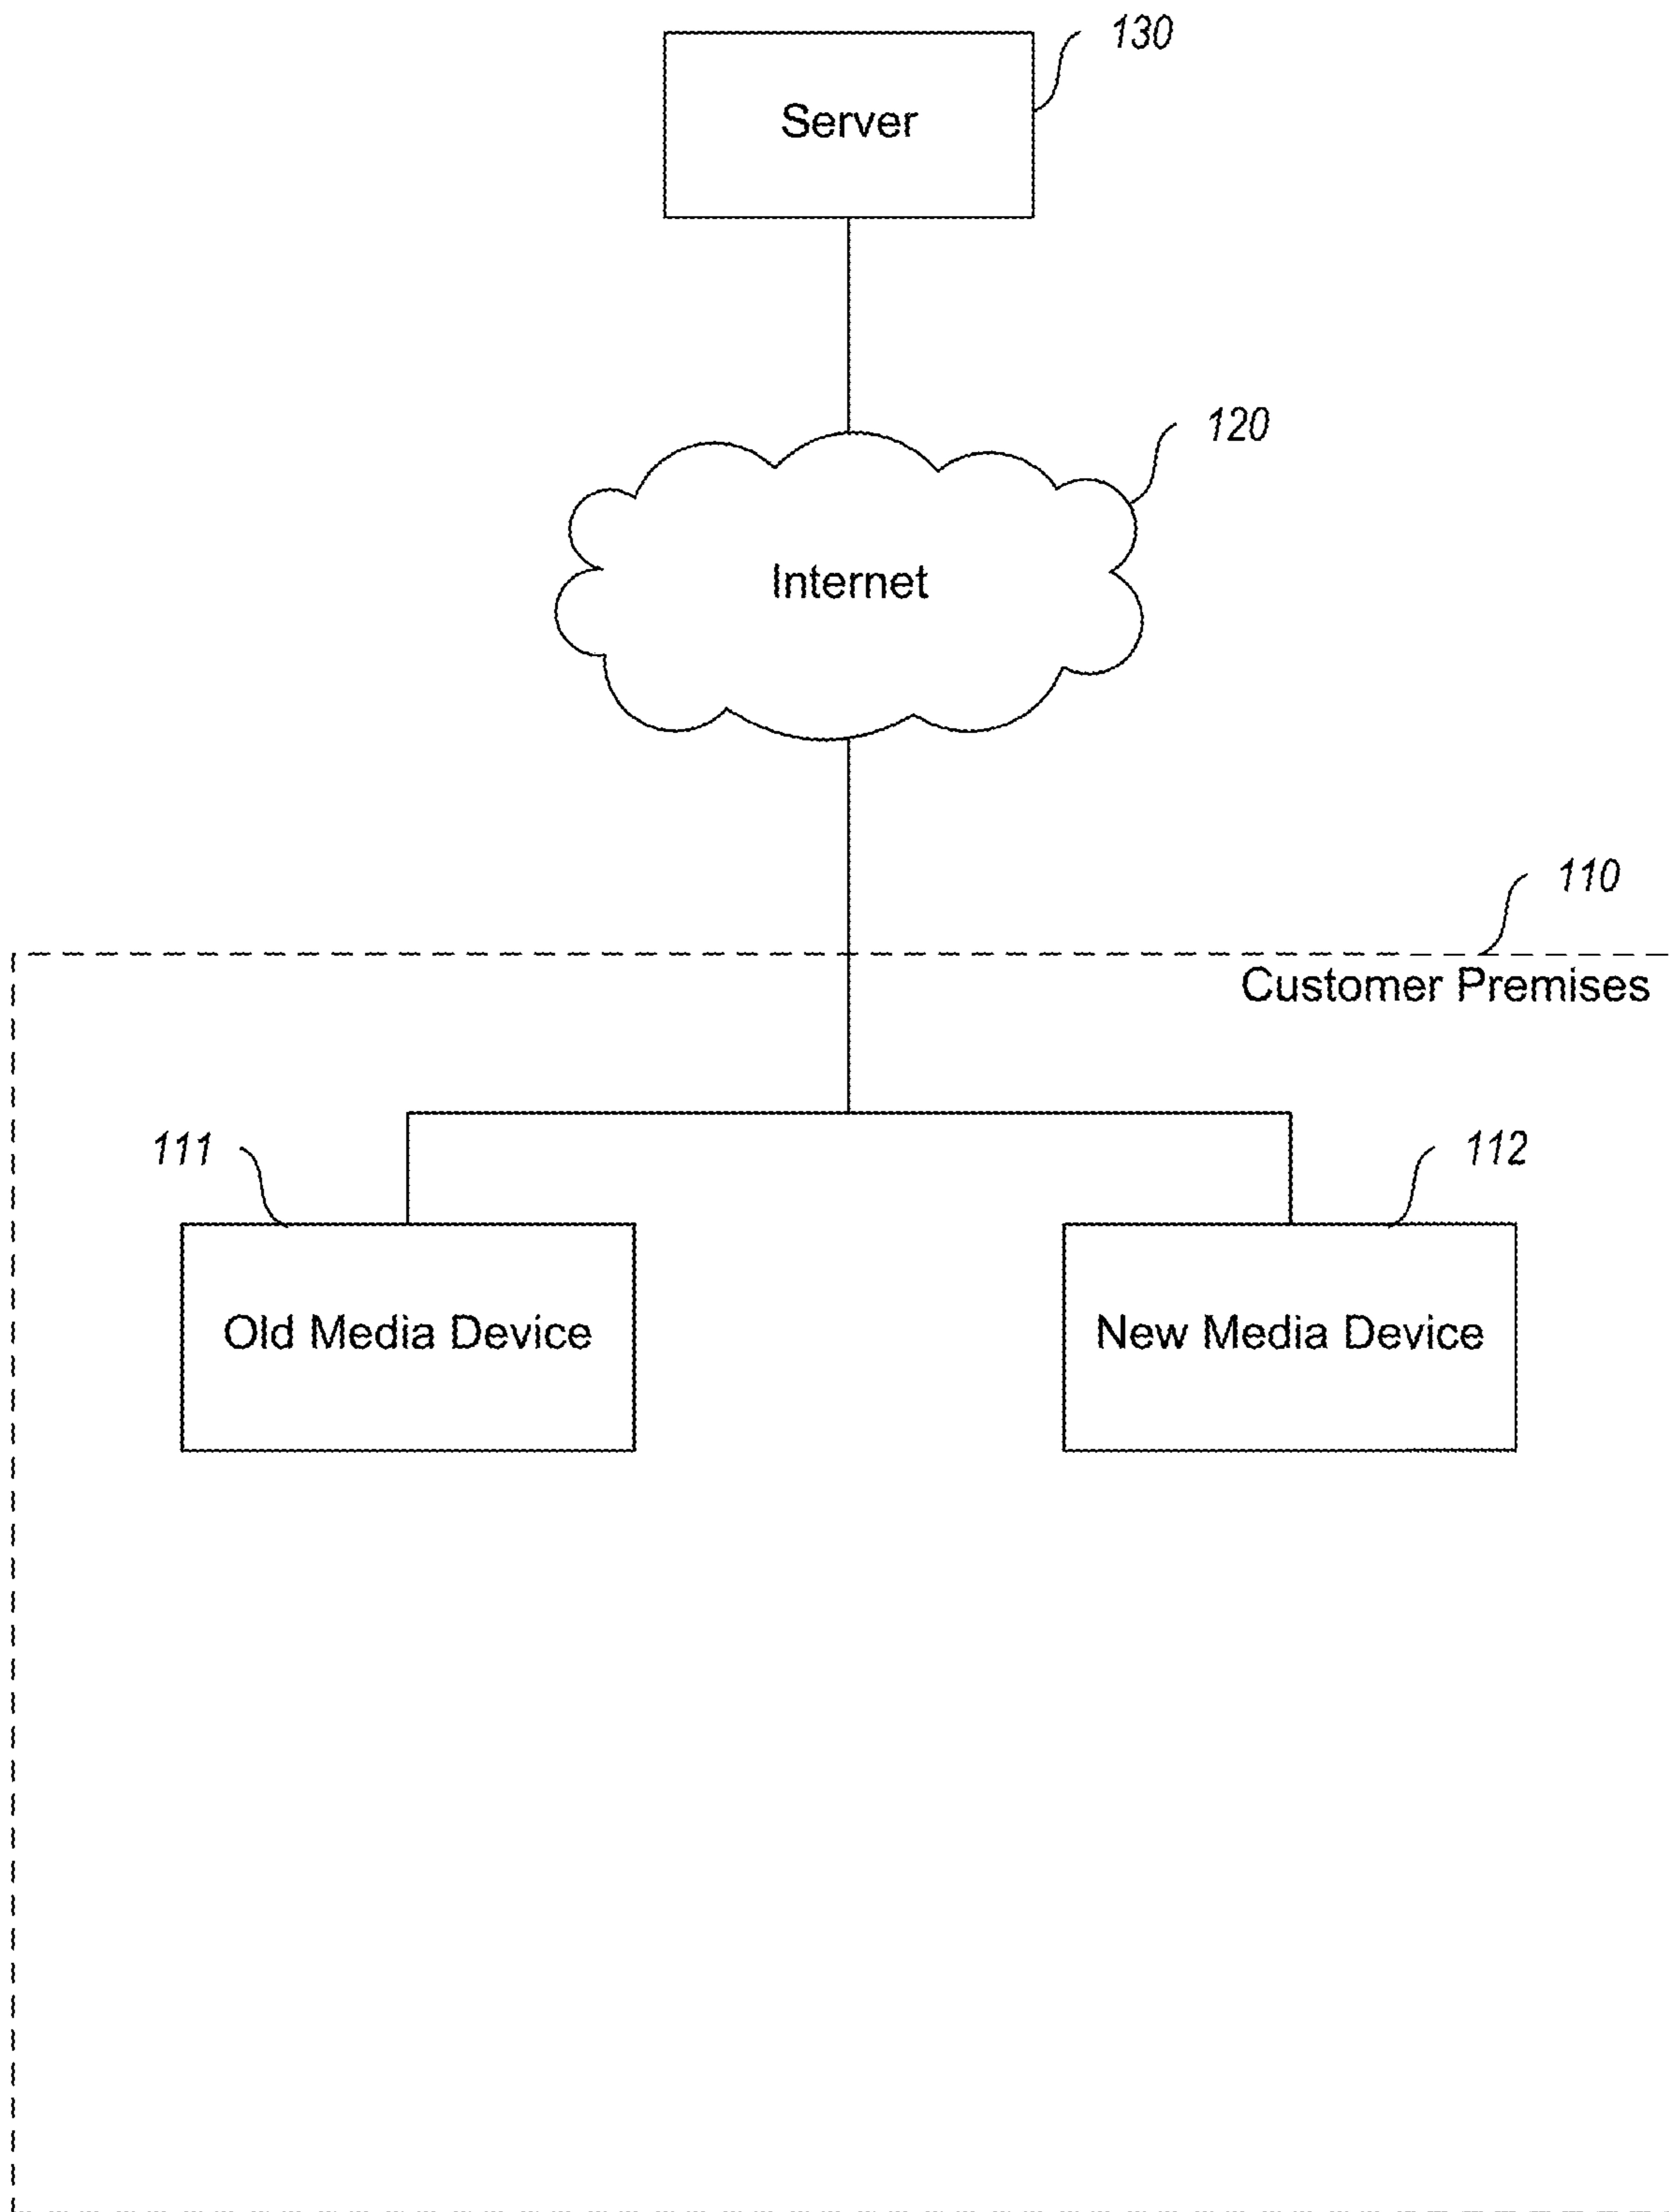 130
Server
120
Internet
110
Customer Premises
111
112
Old Media Device
New Media Device